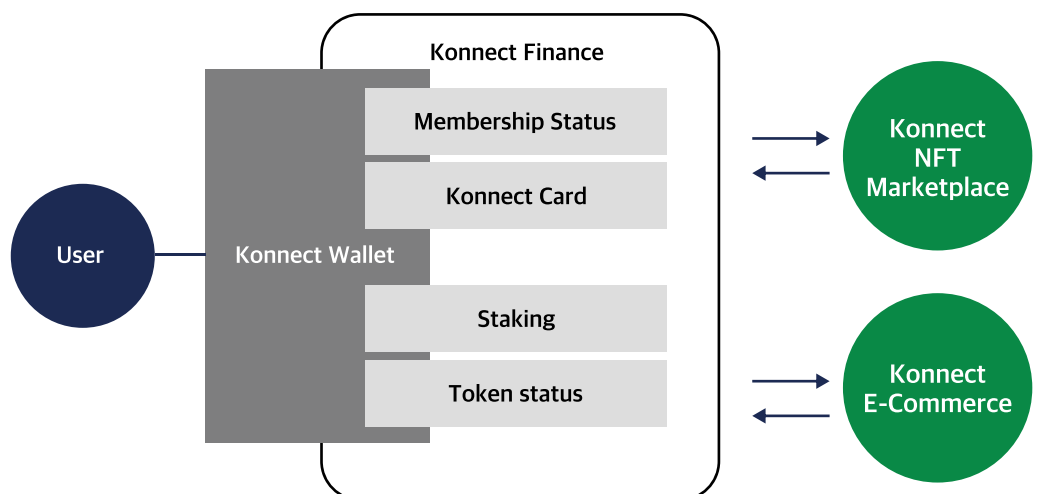 Konnect Finance
Membership Status
Konnect Card
User
Konnect Wallet
Staking
Token status
Konnect
NFT
Marketplace
Konnect
E-Commerce